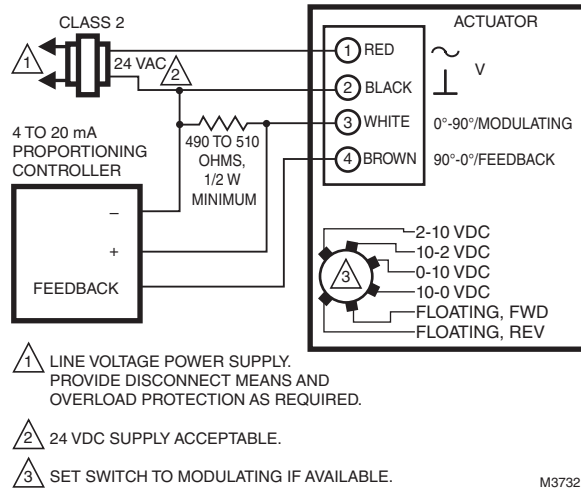 CLASS 2
ACTUATOR
1
24 VAC
2
1 RED
V
2 BLACK
3 WHITE
0°-90°/MODULATING
4 BROWN
90°-0°/FEEDBACK
490 TO 510
OHMS,
1/2 W
MINIMUM
4 TO 20 mA
PROPORTIONING
CONTROLLER
–
+
FEEDBACK
3
2-10 VDC
10-2 VDC
0-10 VDC
10-0 VDC
FLOATING, FWD
FLOATING, REV
1 LINE VOLTAGE POWER SUPPLY.
PROVIDE DISCONNECT MEANS AND
OVERLOAD PROTECTION AS REQUIRED.
2 24 VDC SUPPLY ACCEPTABLE.
3 SET SWITCH TO MODULATING IF AVAILABLE.
M3732